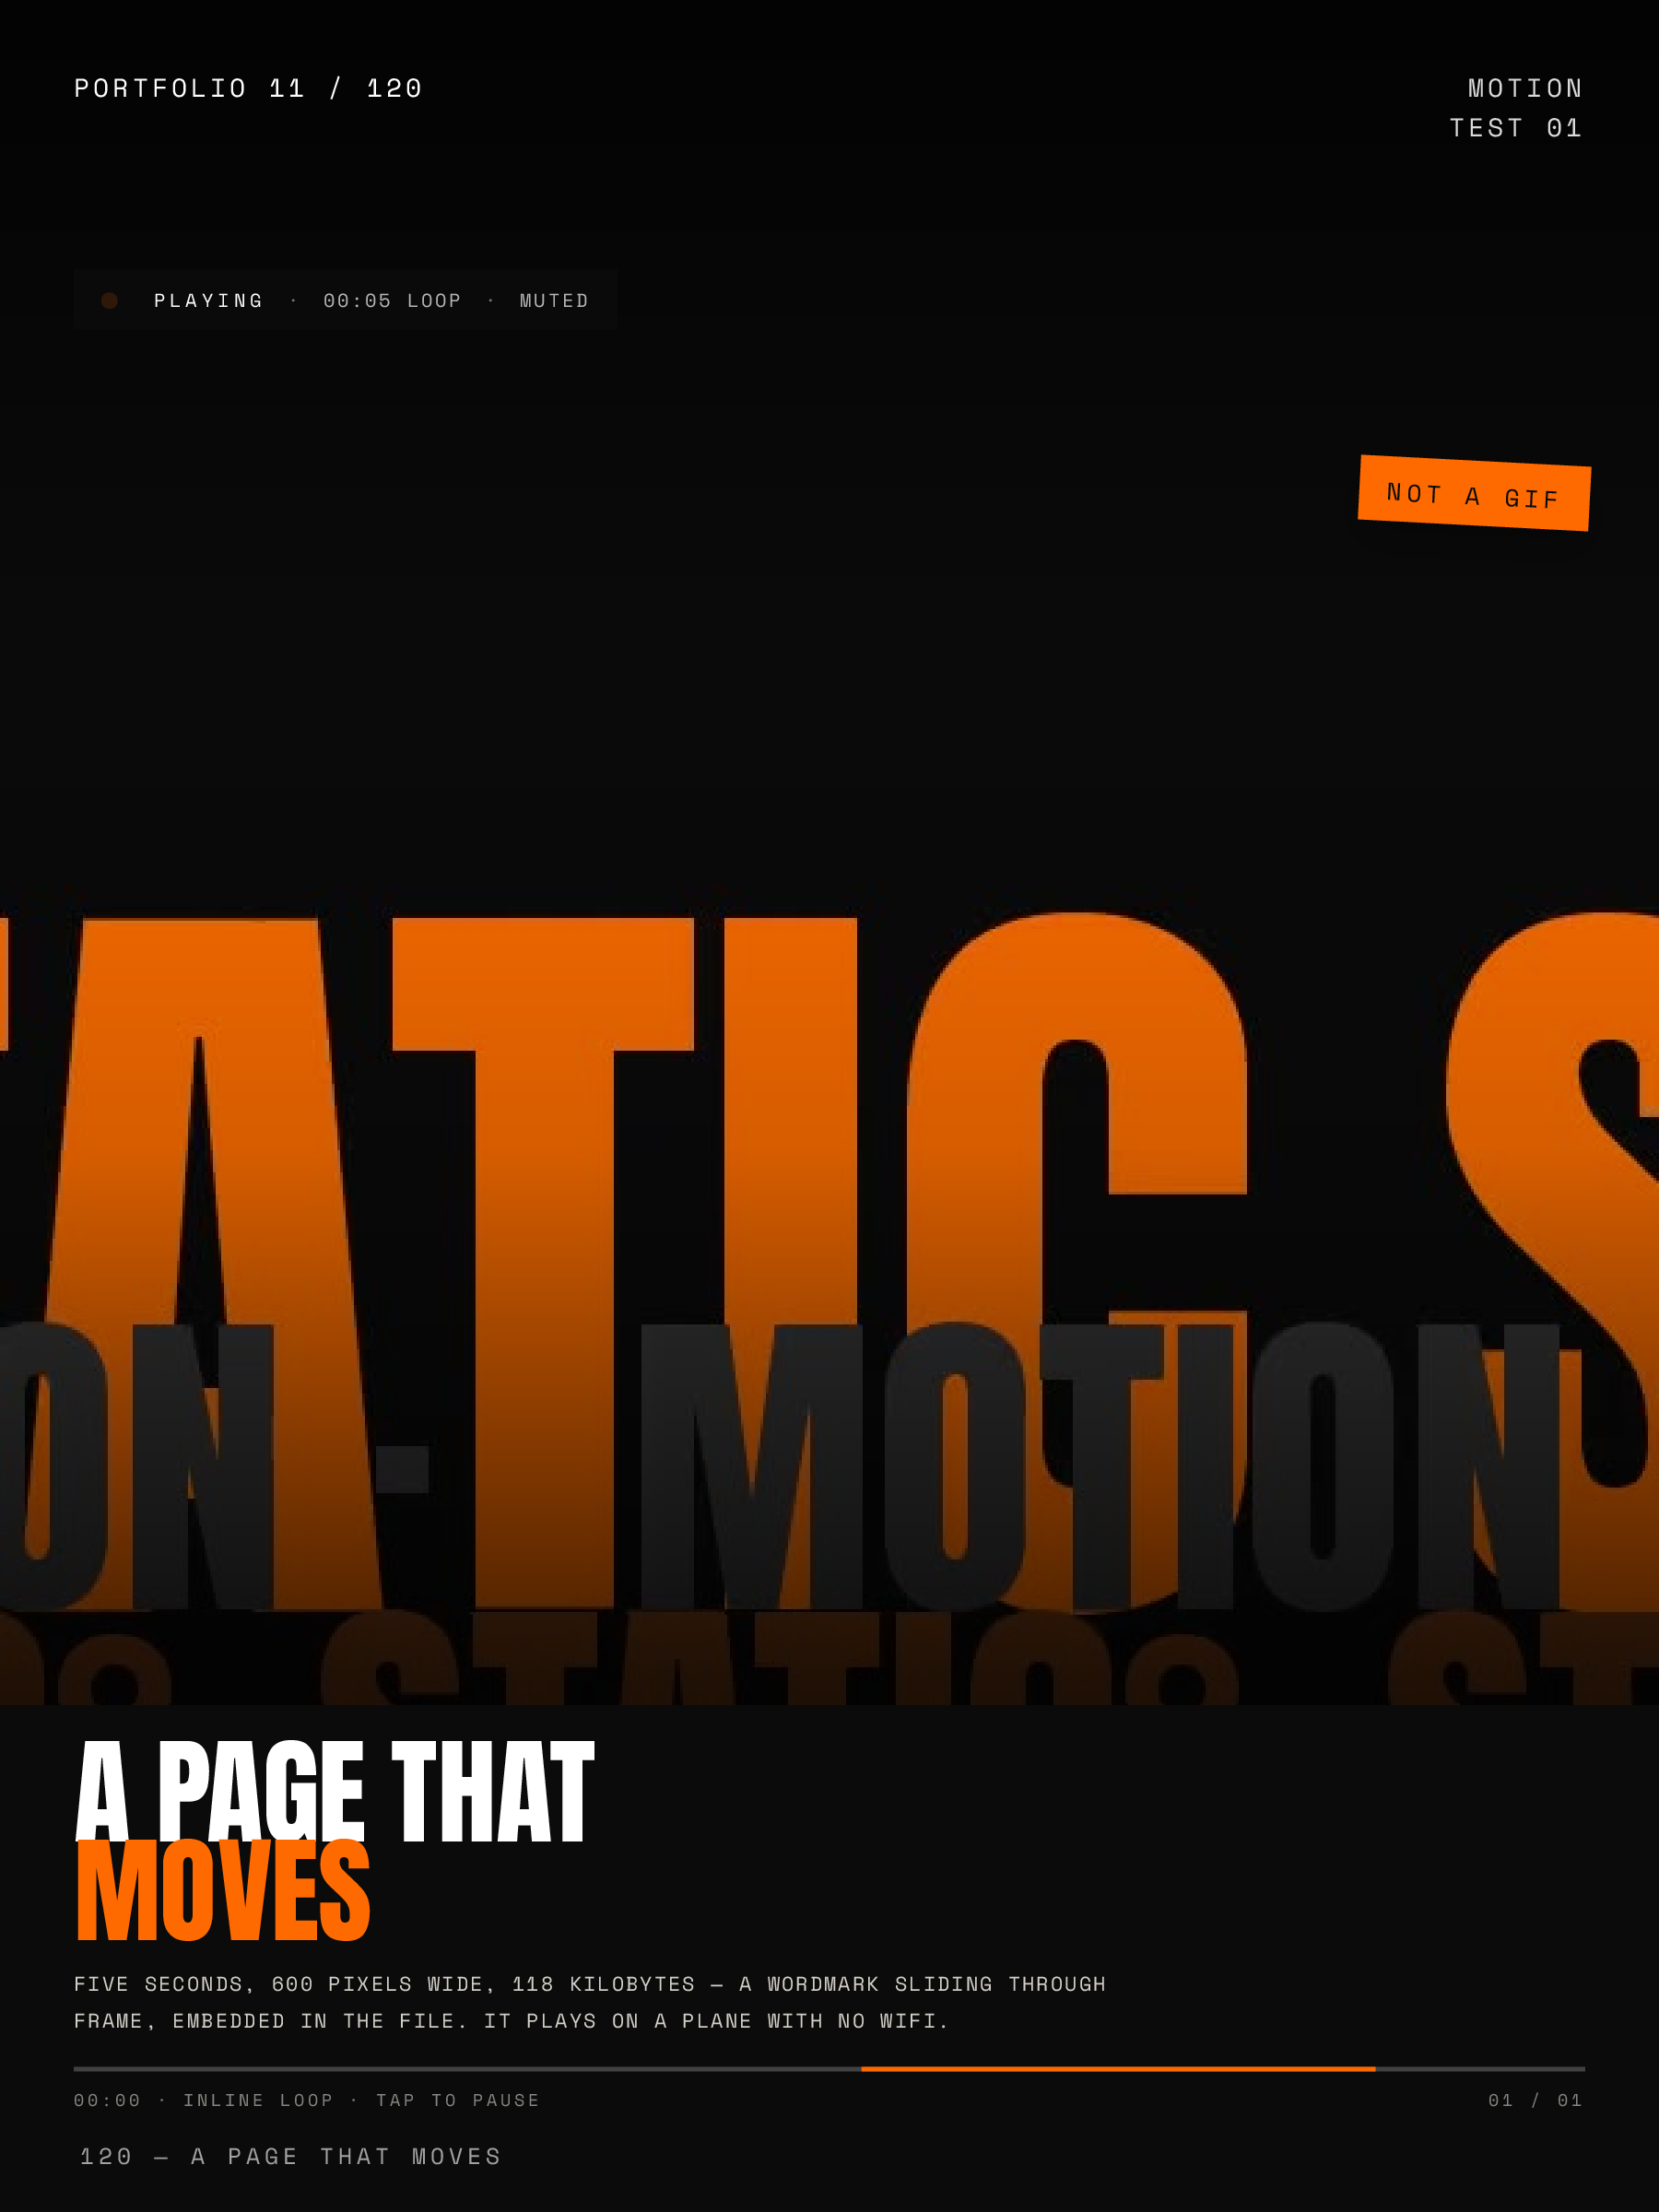 PORTFOLIO 11 / 120
MOTION
TEST 01
PLAYING · 00:05 LOOP · MUTED
NOT A GIF
ATIC S
ON - MOTION
STATIC ST
A PAGE THAT
MOVES
FIVE SECONDS, 600 PIXELS WIDE, 118 KILOBYTES — A WORDMARK SLIDING THROUGH
FRAME, EMBEDDED IN THE FILE. IT PLAYS ON A PLANE WITH NO WIFI.
00:00 · INLINE LOOP · TAP TO PAUSE
01 / 01
120 — A PAGE THAT MOVES